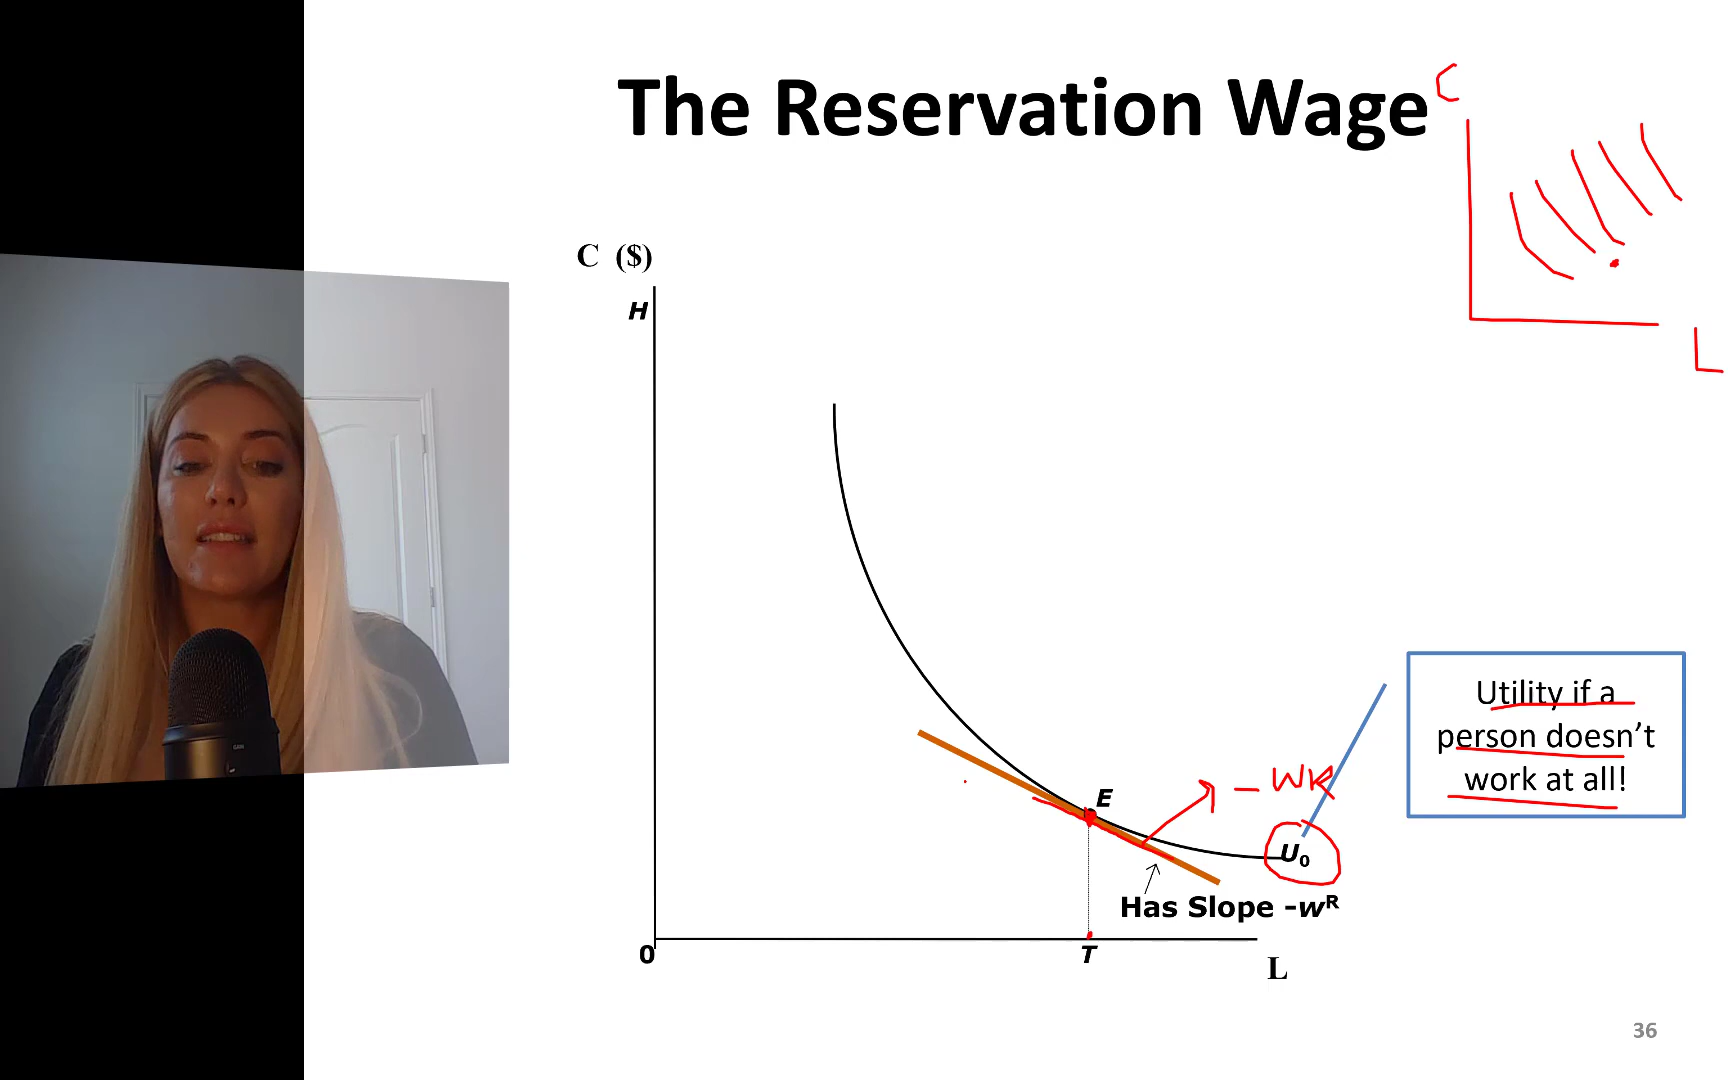 The Reservation Wage
C
L
C ($)
H
E
- WR
U₀
Has Slope -wᴿ
0
T
L
Utility if a
person doesn't
work at all!
36